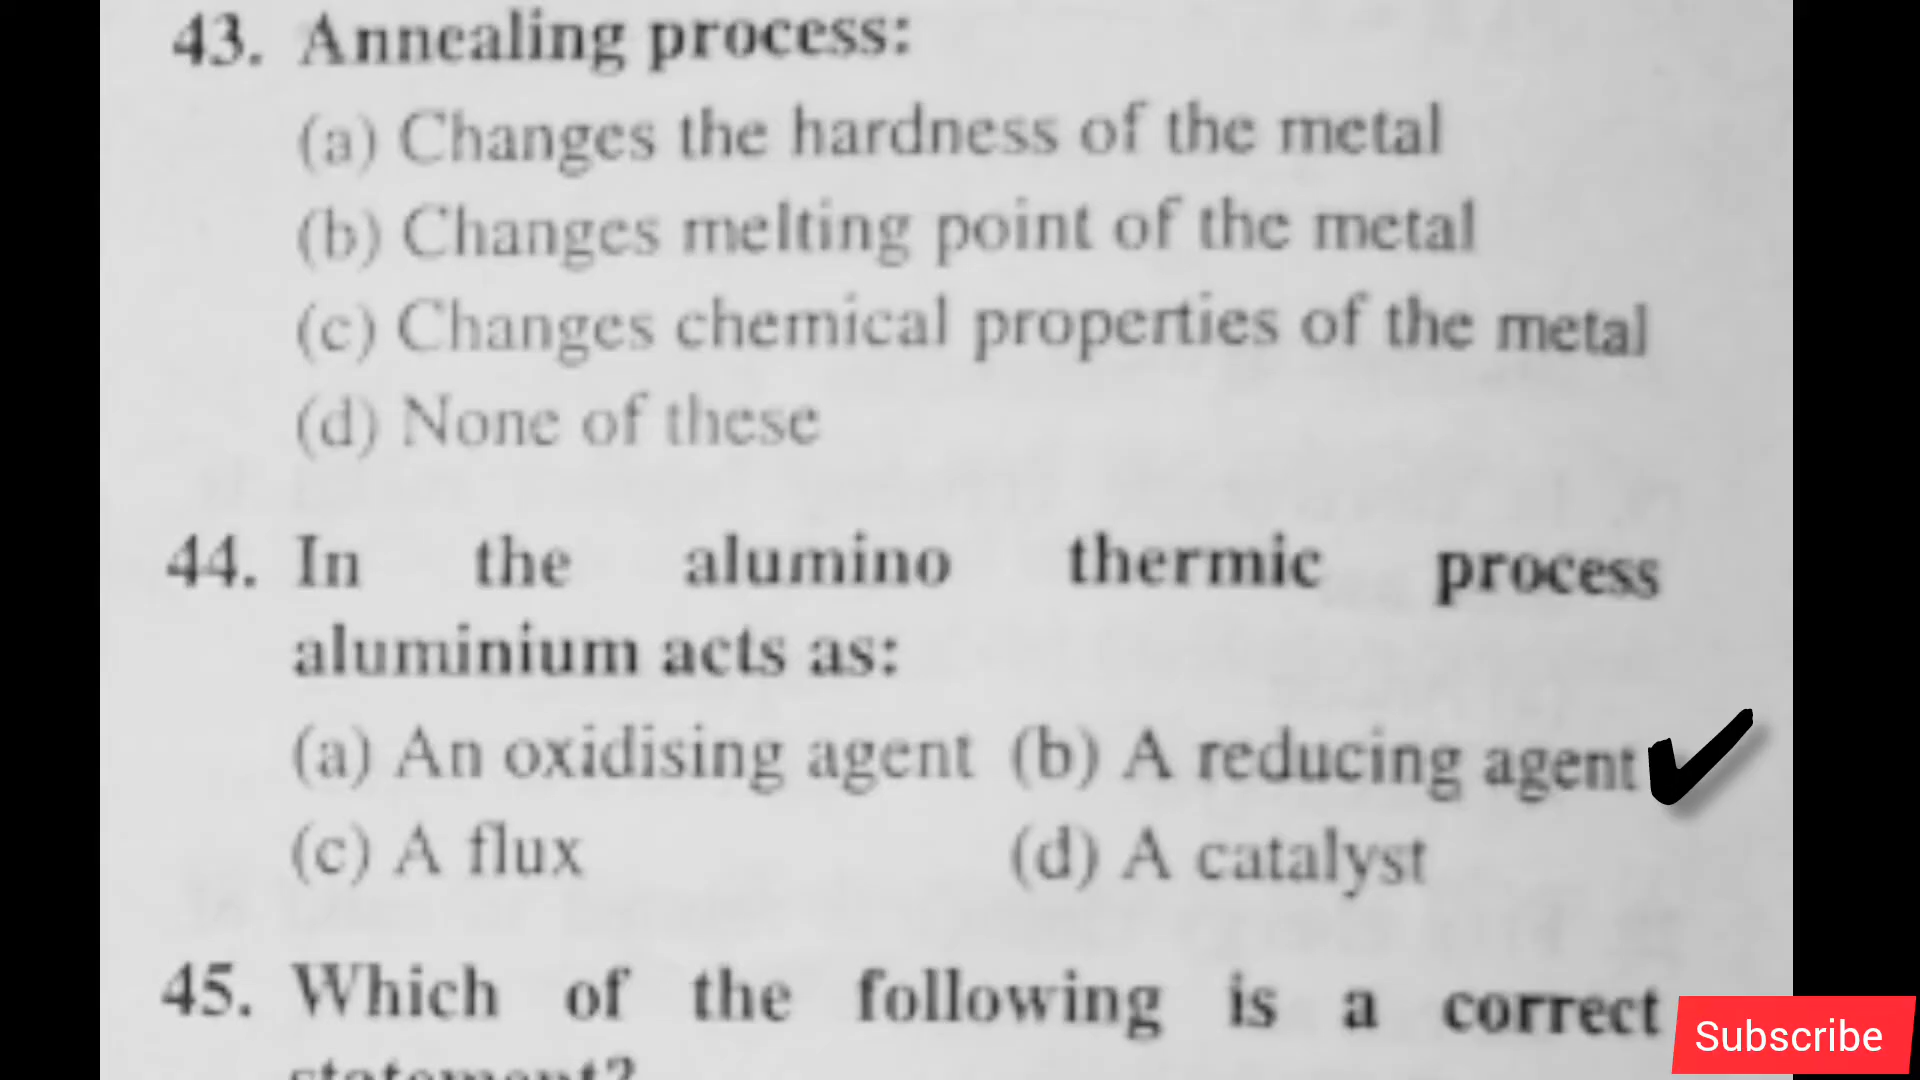 43. Annealing process:
(a) Changes the hardness of the metal
(b) Changes melting point of the metal
(c) Changes chemical properties of the metal
(d) None of these
44. In the alumino thermic process
aluminium acts as:
(a) An oxidising agent (b) A reducing agent
(c) A flux (d) A catalyst
45. Which of the following is a correct
statement?
Subscribe